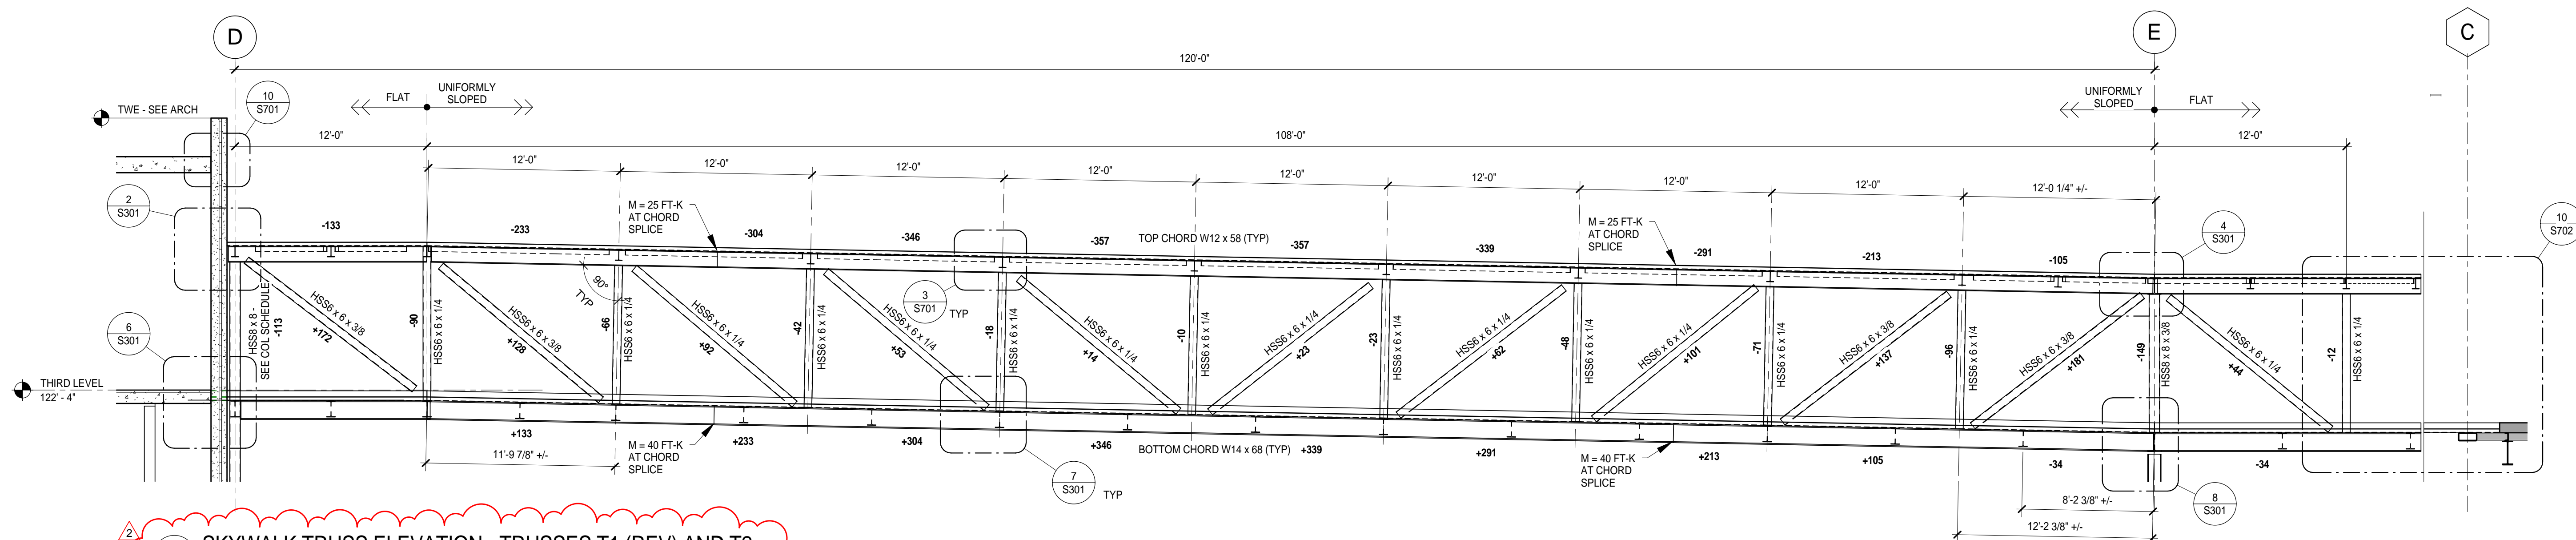 D
E
C
120'-0"
10
S701
FLAT
UNIFORMLY
SLOPED
UNIFORMLY
SLOPED
FLAT
TWE - SEE ARCH
12'-0"
108'-0"
12'-0"
12'-0"
12'-0"
12'-0"
12'-0"
12'-0"
12'-0"
12'-0"
12'-0"
12'-0 1/4" +/-
2
S301
M = 25 FT-K
AT CHORD
SPLICE
M = 25 FT-K
AT CHORD
SPLICE
4
S301
10
S702
-133
-233
-304
-346
-357
TOP CHORD W12 x 58 (TYP)
-357
-339
-291
-213
-105
90°
TYP
3
S701
TYP
6
S301
HSS8 x 8 -
SEE COL SCHEDULE
-113
HSS6 x 6 x 3/8
+172
-90
HSS6 x 6 x 1/4
HSS6 x 6 x 3/8
+128
-66
HSS6 x 6 x 1/4
HSS6 x 6 x 1/4
+92
-42
HSS6 x 6 x 1/4
HSS6 x 6 x 1/4
+53
-18
HSS6 x 6 x 1/4
HSS6 x 6 x 1/4
+14
-10
HSS6 x 6 x 1/4
HSS6 x 6 x 1/4
+23
-23
HSS6 x 6 x 1/4
HSS6 x 6 x 1/4
+62
-48
HSS6 x 6 x 1/4
HSS6 x 6 x 1/4
+101
-71
HSS6 x 6 x 1/4
HSS6 x 6 x 3/8
+137
-96
HSS6 x 6 x 1/4
HSS6 x 6 x 3/8
+181
-149
HSS8 x 8 x 3/8
HSS6 x 6 x 1/4
+44
-12
HSS6 x 6 x 1/4
THIRD LEVEL
122' - 4"
+133
+233
+304
+346
BOTTOM CHORD W14 x 68 (TYP)
+339
+291
+213
+105
-34
-34
11'-9 7/8" +/-
M = 40 FT-K
AT CHORD
SPLICE
M = 40 FT-K
AT CHORD
SPLICE
7
S301
TYP
8'-2 3/8" +/-
12'-2 3/8" +/-
8
S301
2
SKYWALK TRUSS ELEVATION - TRUSSES T1 (REV) AND